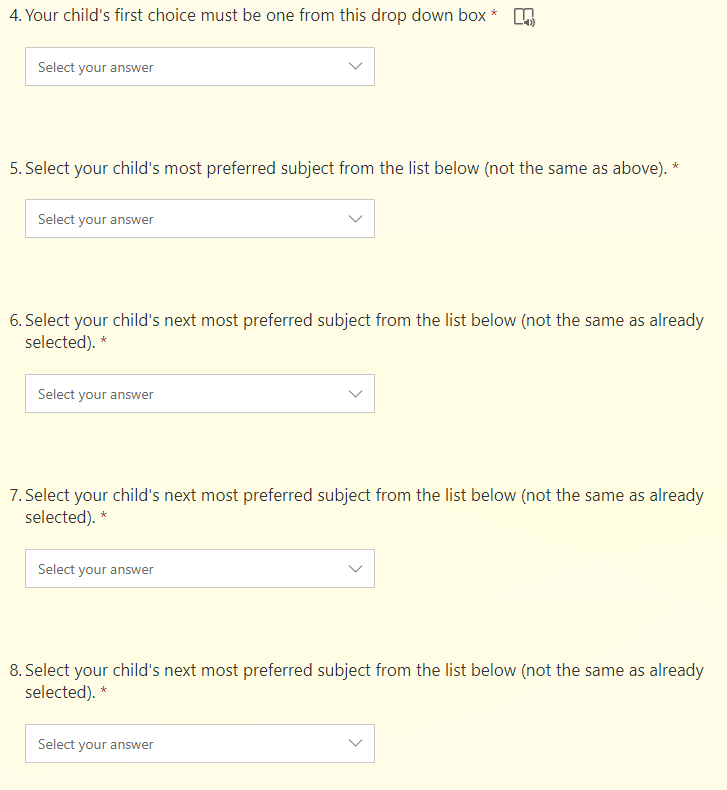 4. Your child's first choice must be one from this drop down box *
Select your answer
5. Select your child's most preferred subject from the list below (not the same as above). *
Select your answer
6. Select your child's next most preferred subject from the list below (not the same as already
selected). *
Select your answer
7. Select your child's next most preferred subject from the list below (not the same as already
selected). *
Select your answer
8. Select your child's next most preferred subject from the list below (not the same as already
selected). *
Select your answer